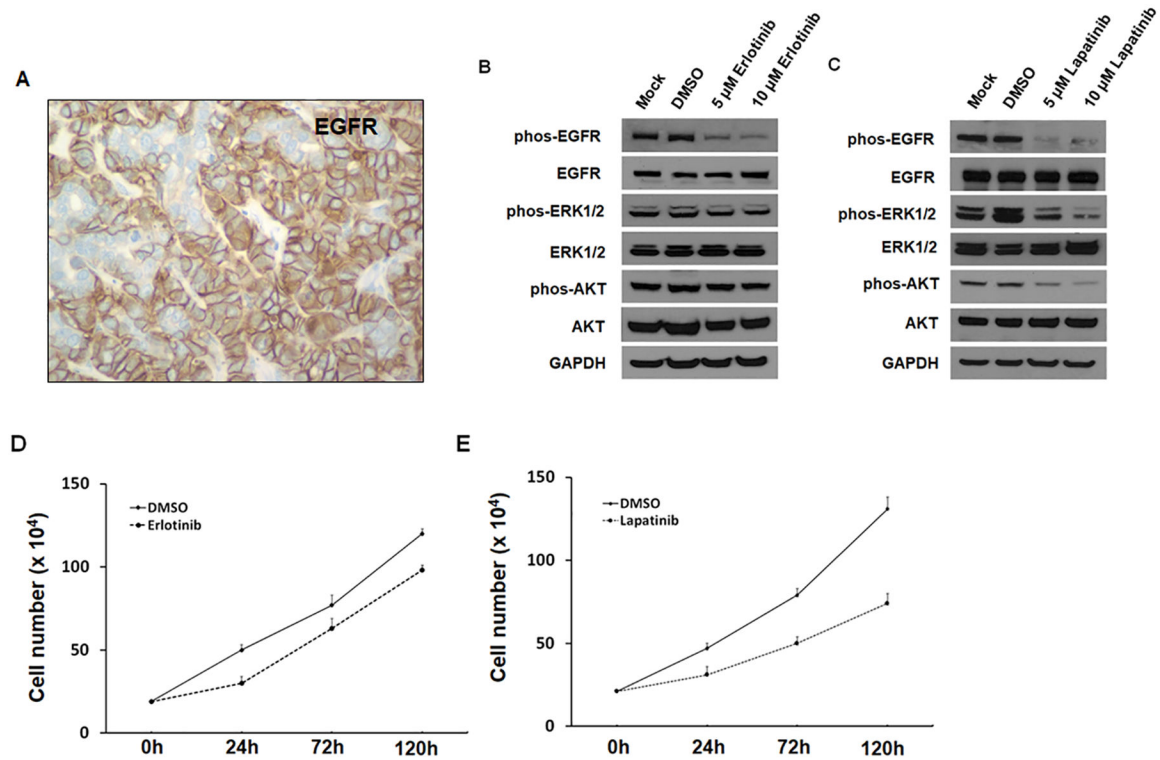 A
EGFR
B
Mock
DMSO
5 µM Erlotinib
10 µM Erlotinib
phos-EGFR
EGFR
phos-ERK1/2
ERK1/2
phos-AKT
AKT
GAPDH
C
Mock
DMSO
5 µM Lapatinib
10 µM Lapatinib
phos-EGFR
EGFR
phos-ERK1/2
ERK1/2
phos-AKT
AKT
GAPDH
D
Cell number (x 10⁴)
150
100
50
0
DMSO
Erlotinib
0h 24h 72h 120h
E
Cell number (x 10⁴)
150
100
50
0
DMSO
Lapatinib
0h 24h 72h 120h